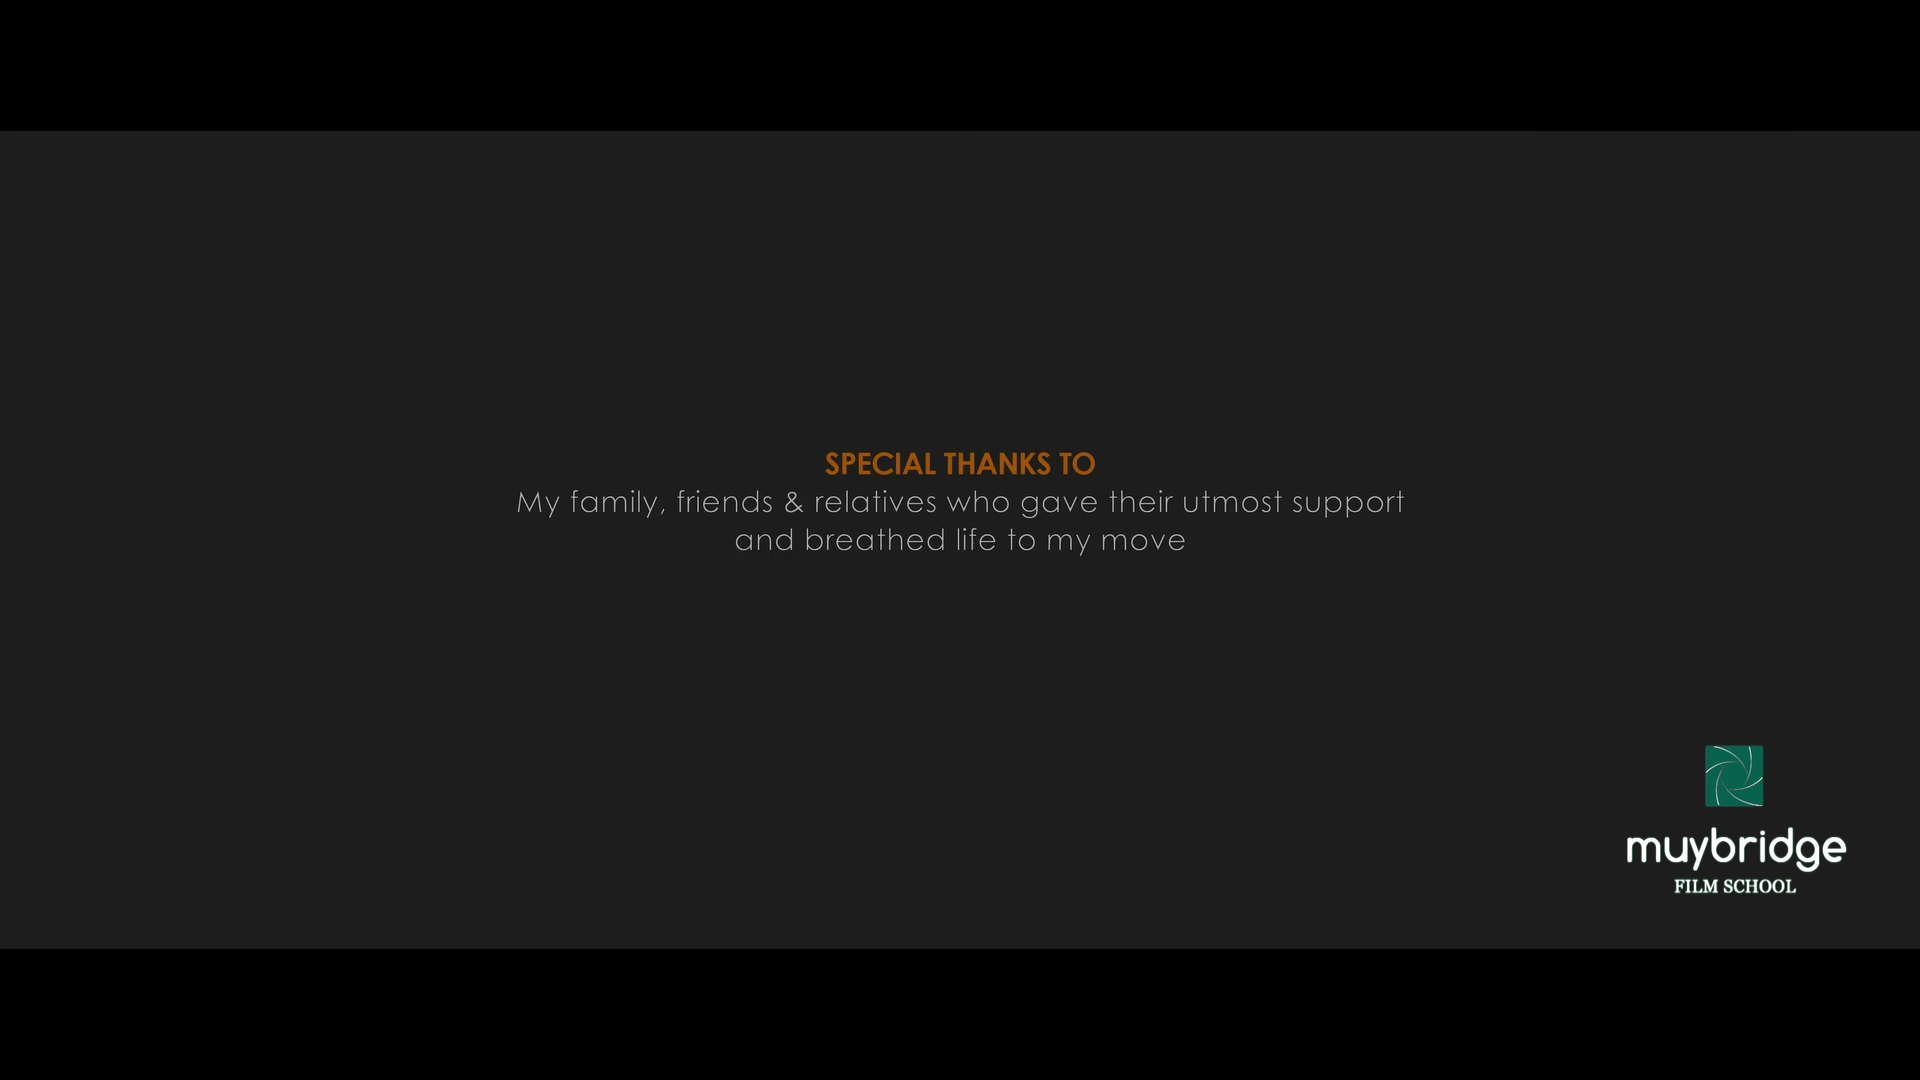 SPECIAL THANKS TO
My family, friends & relatives who gave their utmost support
and breathed life to my move
muybridge
FILM SCHOOL